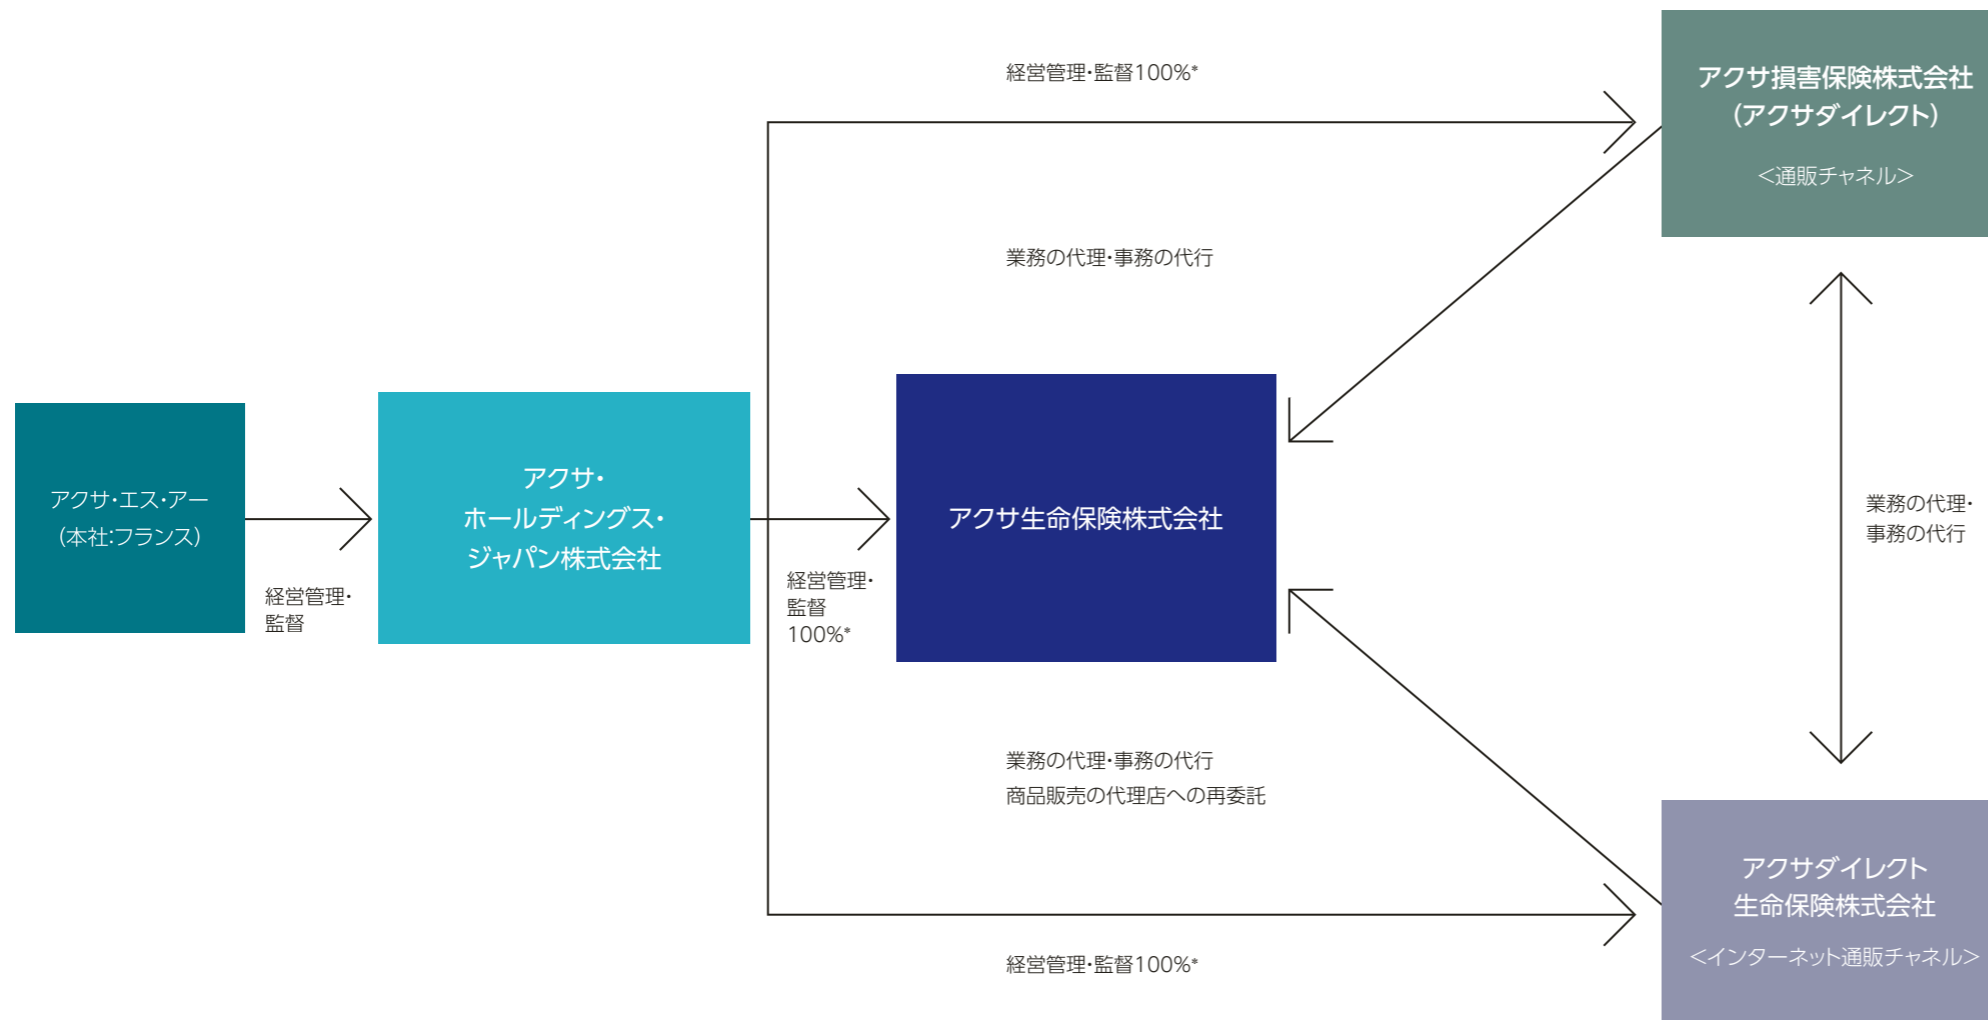 経営管理・監督100%*
アクサ損害保険株式会社
(アクサダイレクト)
<通販チャネル>
業務の代理・事務の代行
アクサ・エス・アー
(本社:フランス)
経営管理・
監督
アクサ・
ホールディングス・
ジャパン株式会社
経営管理・
監督
100%*
アクサ生命保険株式会社
業務の代理・
事務の代行
業務の代理・事務の代行
商品販売の代理店への再委託
アクサダイレクト
生命保険株式会社
<インターネット通販チャネル>
経営管理・監督100%*